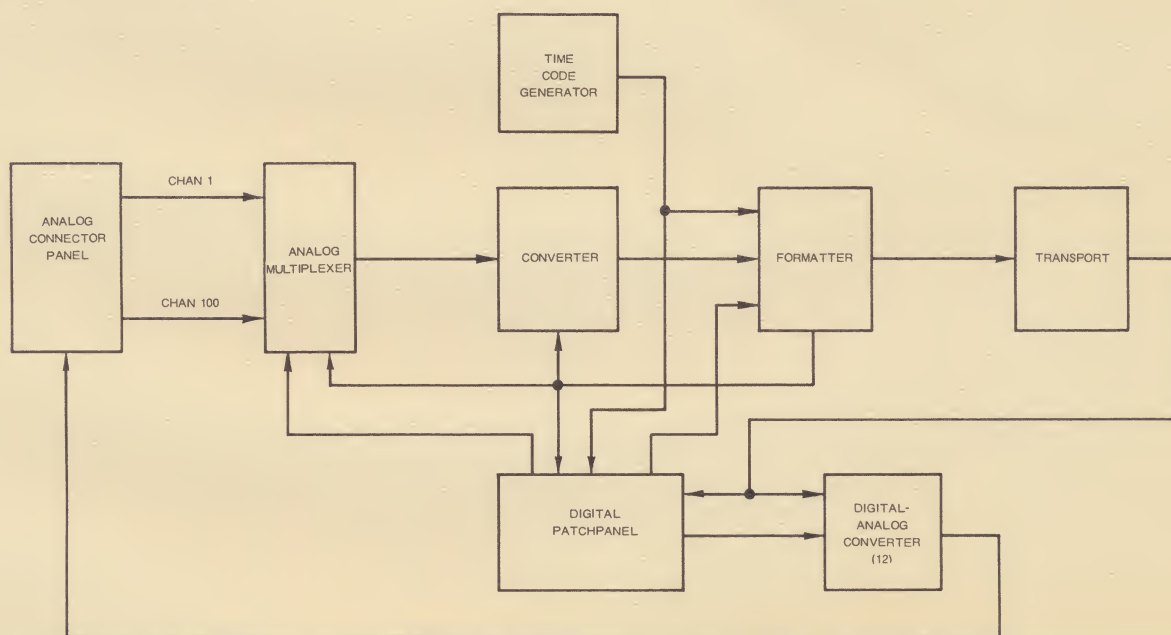 TIME
CODE
GENERATOR
CHAN 1
ANALOG
CONNECTOR
PANEL
CHAN 100
ANALOG
MULTIPLEXER
CONVERTER
FORMATTER
TRANSPORT
DIGITAL
PATCHPANEL
DIGITAL-
ANALOG
CONVERTER
(12)